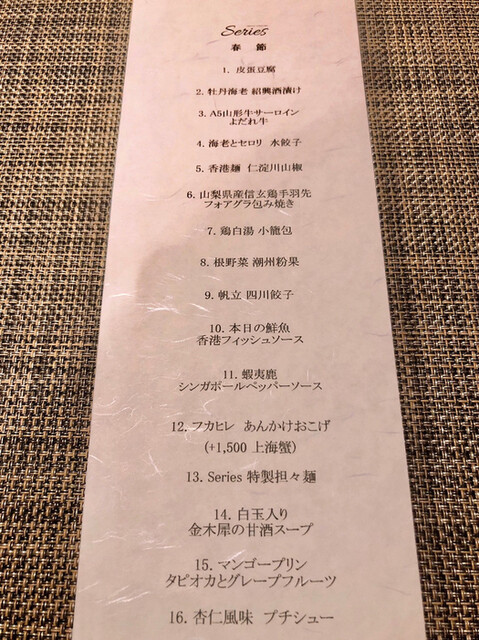 Series
春 節
1. 皮蛋豆腐
2. 牡丹海老 紹興酒漬け
3. A5山形牛サーロイン
よだれ牛
4. 海老とセロリ 水餃子
5. 香港麺 仁淀川山椒
6. 山梨県産信玄鶏手羽先
フォアグラ包み焼き
7. 鶏白湯 小籠包
8. 根野菜 潮州粉果
9. 帆立 四川餃子
10. 本日の鮮魚
香港フィッシュソース
11. 蝦夷鹿
シンガポールペッパーソース
12. フカヒレ あんかけおこげ
(+1,500 上海蟹)
13. Series 特製担々麺
14. 白玉入り
金木犀の甘酒スープ
15. マンゴープリン
タピオカとグレープフルーツ
16. 杏仁風味 プチシュー